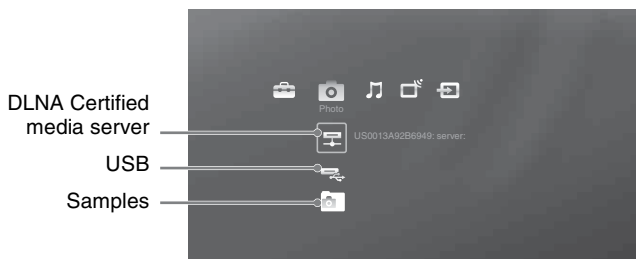 Photo
DLNA Certified
media server
US0013A92B6949: server:
USB
Samples